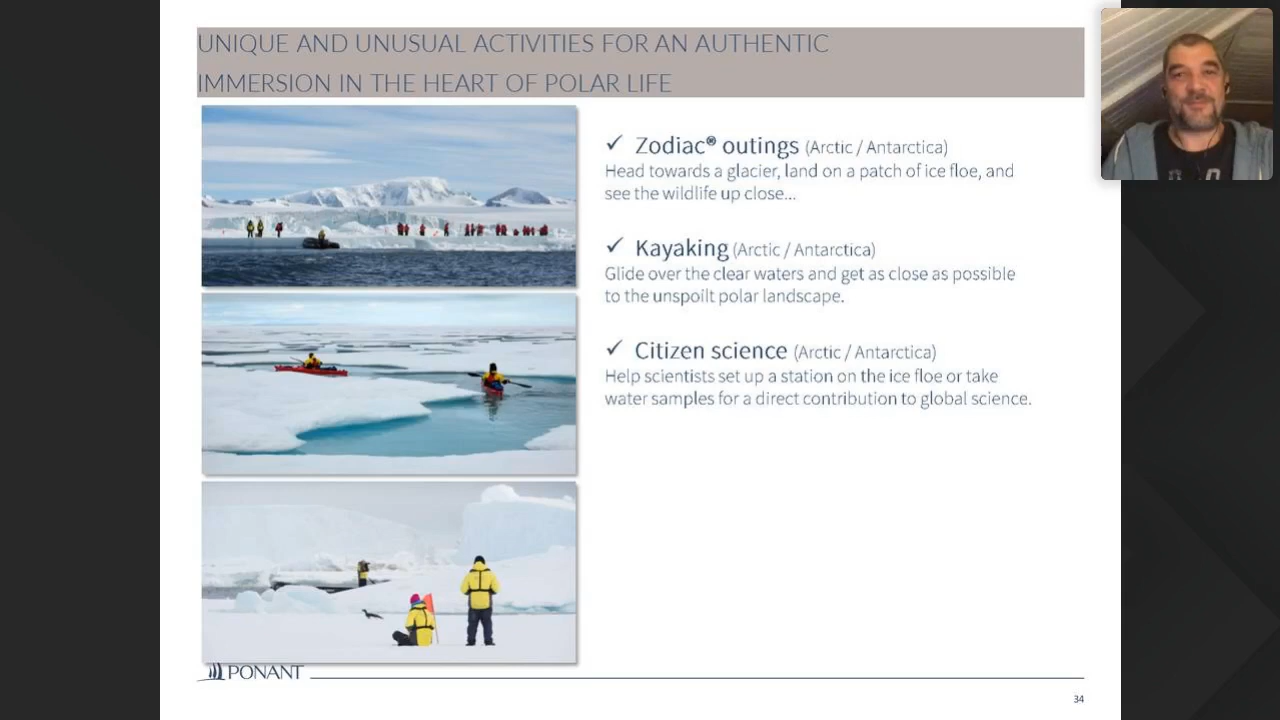 UNIQUE AND UNUSUAL ACTIVITIES FOR AN AUTHENTIC
IMMERSION IN THE HEART OF POLAR LIFE
✓ Zodiac® outings (Arctic / Antarctica)
Head towards a glacier, land on a patch of ice floe, and
see the wildlife up close...
✓ Kayaking (Arctic / Antarctica)
Glide over the clear waters and get as close as possible
to the unspoilt polar landscape.
✓ Citizen science (Arctic / Antarctica)
Help scientists set up a station on the ice floe or take
water samples for a direct contribution to global science.
PONANT
34